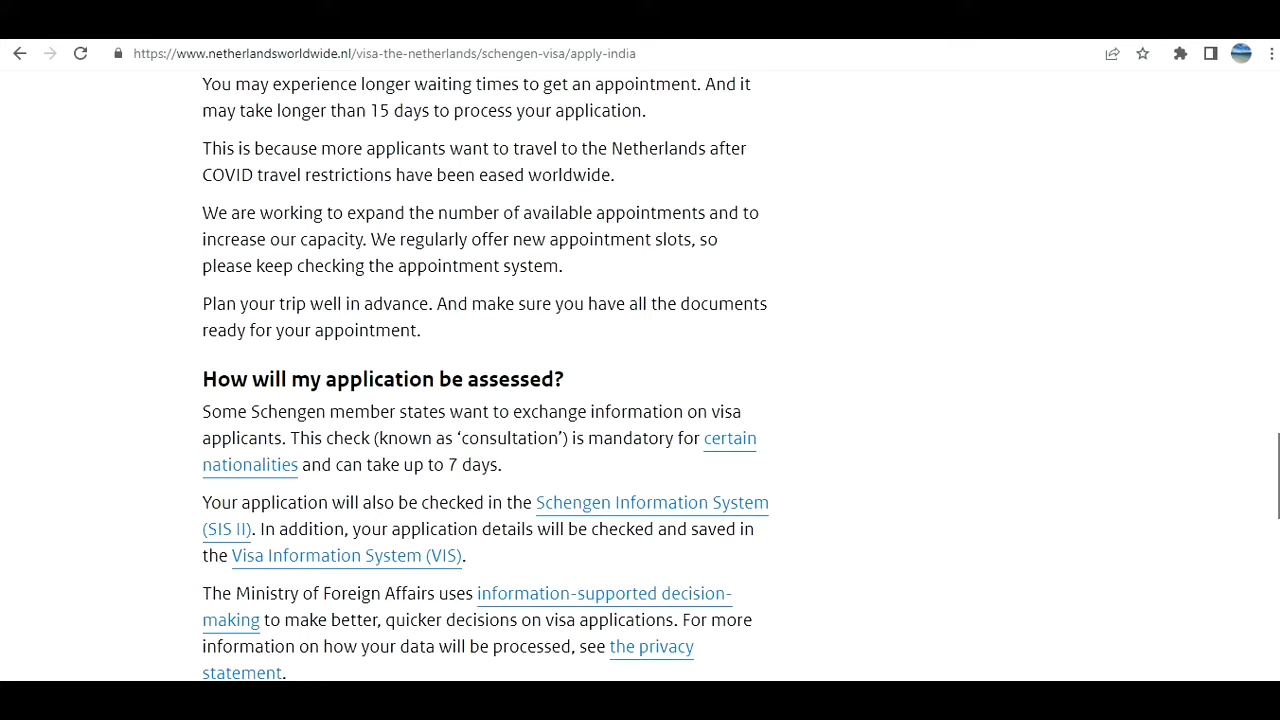 https://www.netherlandsworldwide.nl/visa-the-netherlands/schengen-visa/apply-india
You may experience longer waiting times to get an appointment. And it
may take longer than 15 days to process your application.
This is because more applicants want to travel to the Netherlands after
COVID travel restrictions have been eased worldwide.
We are working to expand the number of available appointments and to
increase our capacity. We regularly offer new appointment slots, so
please keep checking the appointment system.
Plan your trip well in advance. And make sure you have all the documents
ready for your appointment.
How will my application be assessed?
Some Schengen member states want to exchange information on visa
applicants. This check (known as ‘consultation’) is mandatory for certain
nationalities and can take up to 7 days.
Your application will also be checked in the Schengen Information System
(SIS II). In addition, your application details will be checked and saved in
the Visa Information System (VIS).
The Ministry of Foreign Affairs uses information-supported decision-
making to make better, quicker decisions on visa applications. For more
information on how your data will be processed, see the privacy
statement.